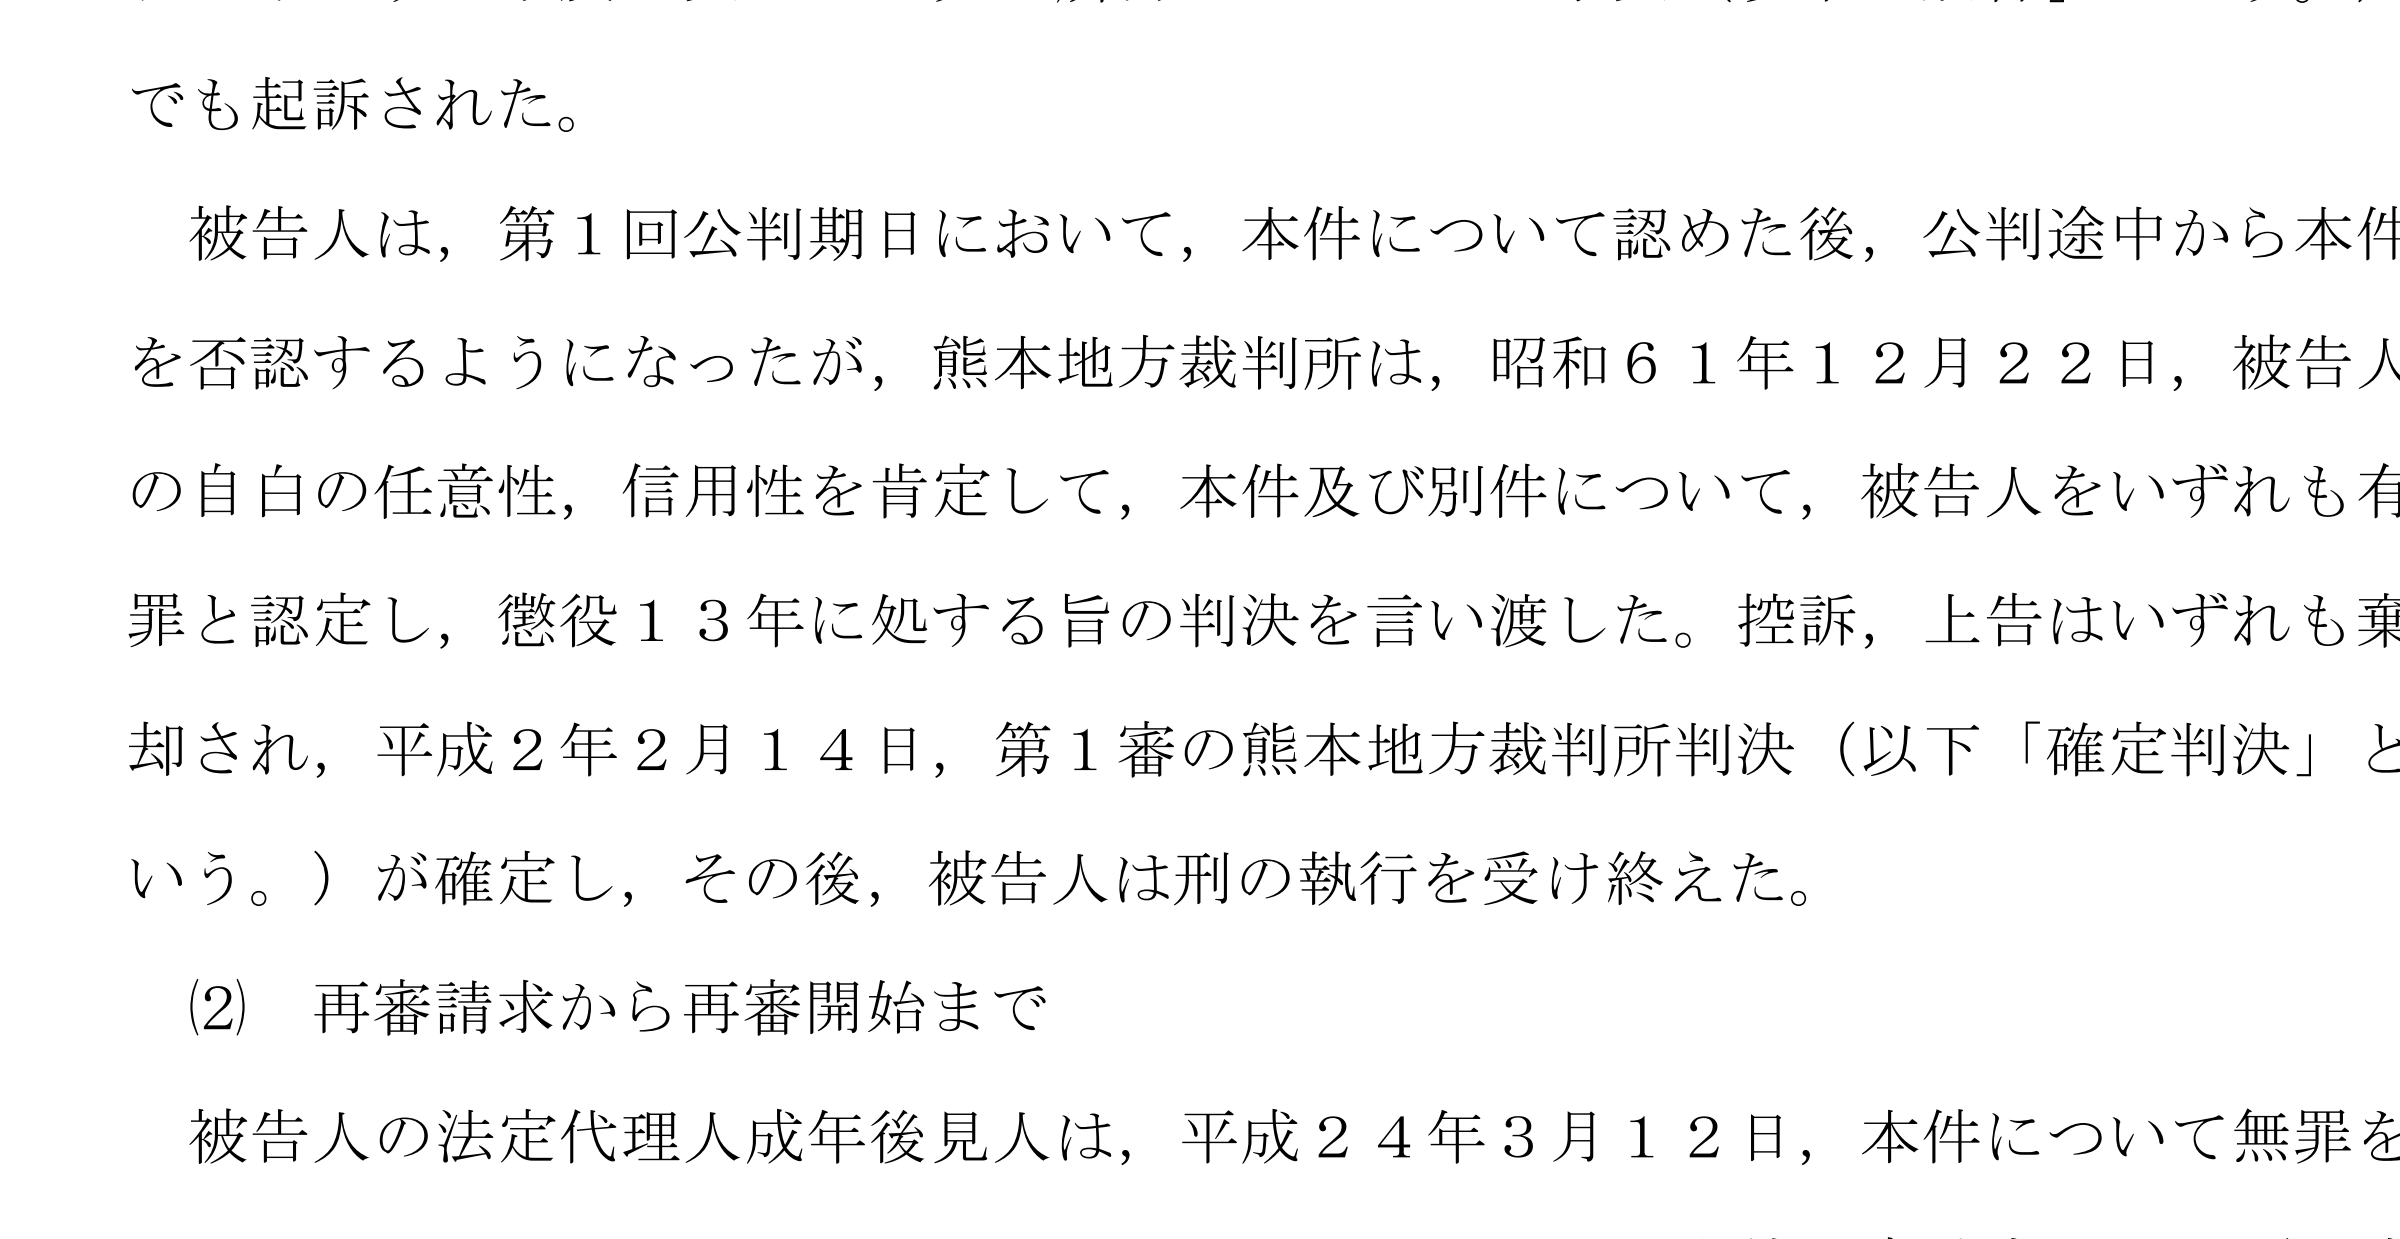 でも起訴された。
　被告人は，第１回公判期日において，本件について認めた後，公判途中から本件
を否認するようになったが，熊本地方裁判所は，昭和６１年１２月２２日，被告人
の自白の任意性，信用性を肯定して，本件及び別件について，被告人をいずれも有
罪と認定し，懲役１３年に処する旨の判決を言い渡した。控訴，上告はいずれも棄
却され，平成２年２月１４日，第１審の熊本地方裁判所判決（以下「確定判決」と
いう。）が確定し，その後，被告人は刑の執行を受け終えた。
　⑵　再審請求から再審開始まで
　被告人の法定代理人成年後見人は，平成２４年３月１２日，本件について無罪を